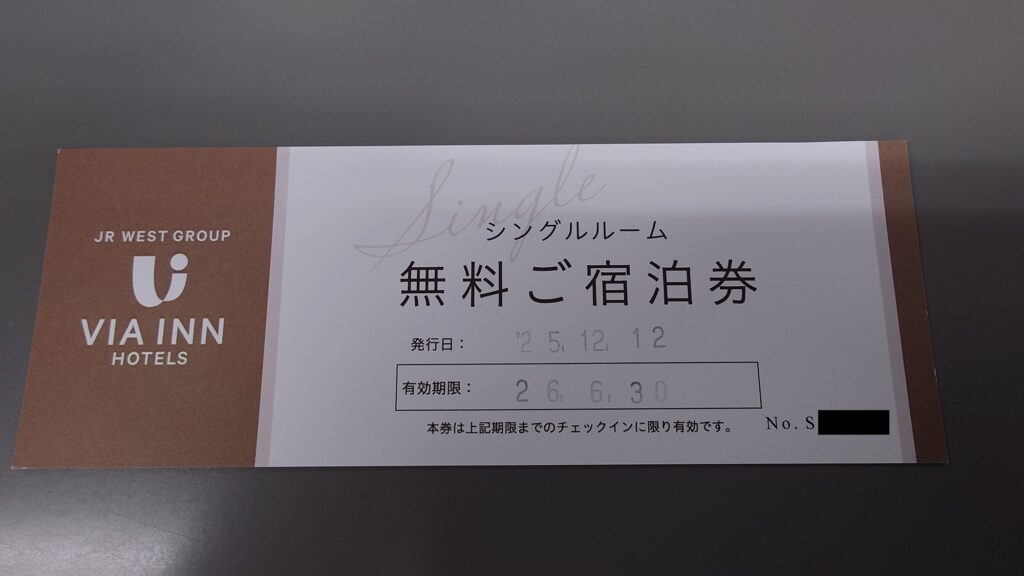 JR WEST GROUP
VIA INN
HOTELS
Single
シングルルーム
無料ご宿泊券
発行日： '25.12.12
有効期限： 26.6.30
本券は上記期限までのチェックインに限り有効です。
No. S